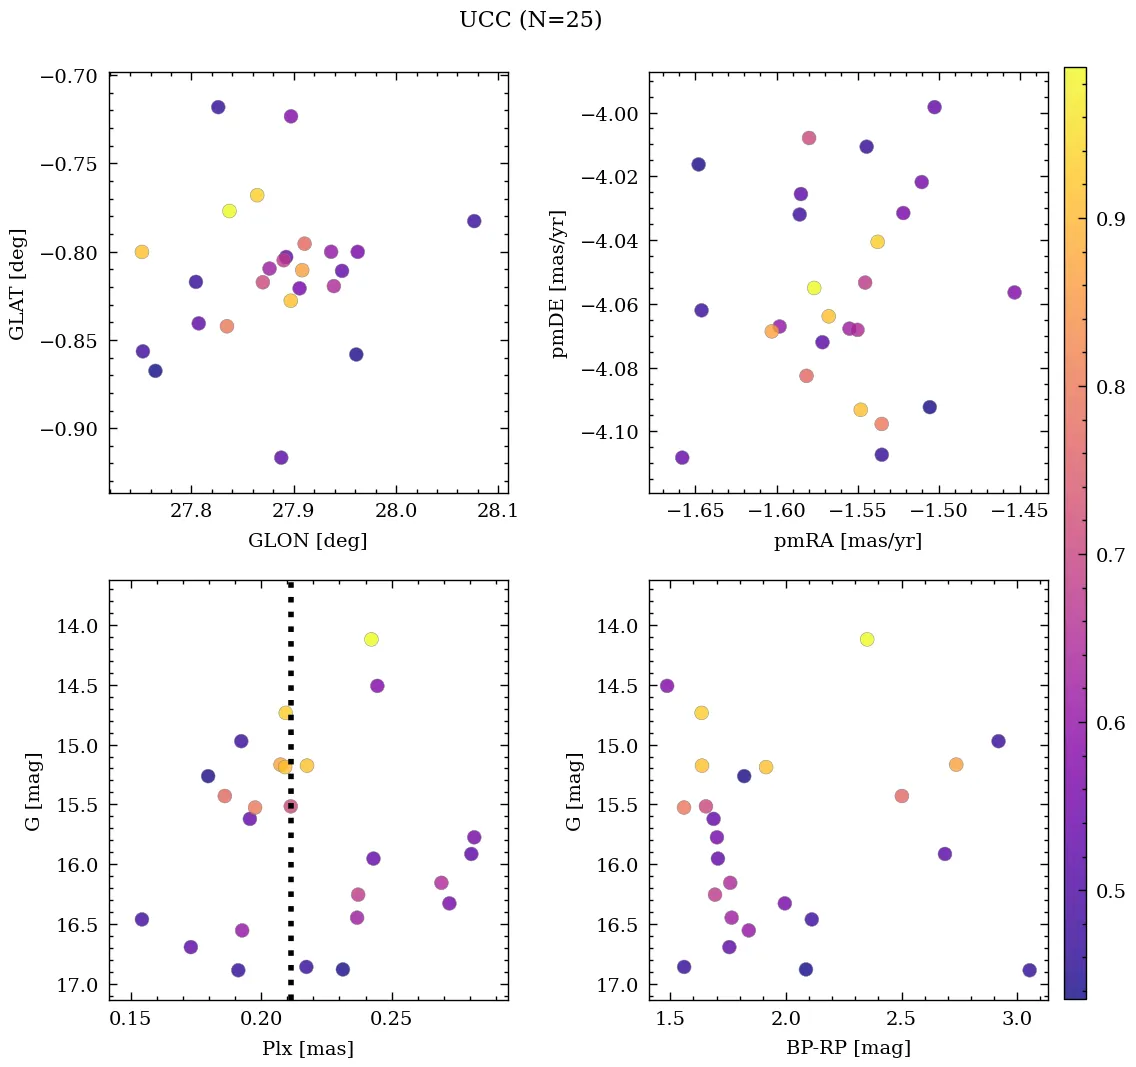 UCC (N=25)
−0.70
−0.75
−0.80
−0.85
−0.90
GLAT [deg]
27.8 27.9 28.0 28.1
GLON [deg]
−4.00
−4.02
−4.04
−4.06
−4.08
−4.10
pmDE [mas/yr]
−1.65 −1.60 −1.55 −1.50 −1.45
pmRA [mas/yr]
14.0
14.5
15.0
15.5
16.0
16.5
17.0
G [mag]
0.15 0.20 0.25
Plx [mas]
14.0
14.5
15.0
15.5
16.0
16.5
17.0
G [mag]
1.5 2.0 2.5 3.0
BP-RP [mag]
0.9
0.8
0.7
0.6
0.5